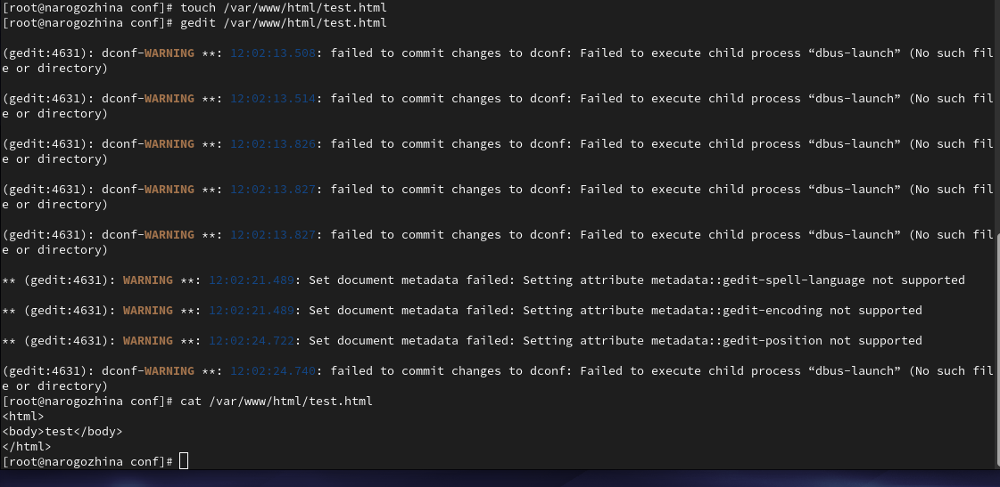 [root@narogozhina conf]# touch /var/www/html/test.html
[root@narogozhina conf]# gedit /var/www/html/test.html
(gedit:4631): dconf-WARNING **: 12:02:13.508: failed to commit changes to dconf: Failed to execute child process “dbus-launch” (No such fil
e or directory)
(gedit:4631): dconf-WARNING **: 12:02:13.514: failed to commit changes to dconf: Failed to execute child process “dbus-launch” (No such fil
e or directory)
(gedit:4631): dconf-WARNING **: 12:02:13.826: failed to commit changes to dconf: Failed to execute child process “dbus-launch” (No such fil
e or directory)
(gedit:4631): dconf-WARNING **: 12:02:13.827: failed to commit changes to dconf: Failed to execute child process “dbus-launch” (No such fil
e or directory)
(gedit:4631): dconf-WARNING **: 12:02:13.827: failed to commit changes to dconf: Failed to execute child process “dbus-launch” (No such fil
e or directory)
** (gedit:4631): WARNING **: 12:02:21.489: Set document metadata failed: Setting attribute metadata::gedit-spell-language not supported
** (gedit:4631): WARNING **: 12:02:21.489: Set document metadata failed: Setting attribute metadata::gedit-encoding not supported
** (gedit:4631): WARNING **: 12:02:24.722: Set document metadata failed: Setting attribute metadata::gedit-position not supported
(gedit:4631): dconf-WARNING **: 12:02:24.740: failed to commit changes to dconf: Failed to execute child process “dbus-launch” (No such fil
e or directory)
[root@narogozhina conf]# cat /var/www/html/test.html
<html>
<body>test</body>
</html>
[root@narogozhina conf]#